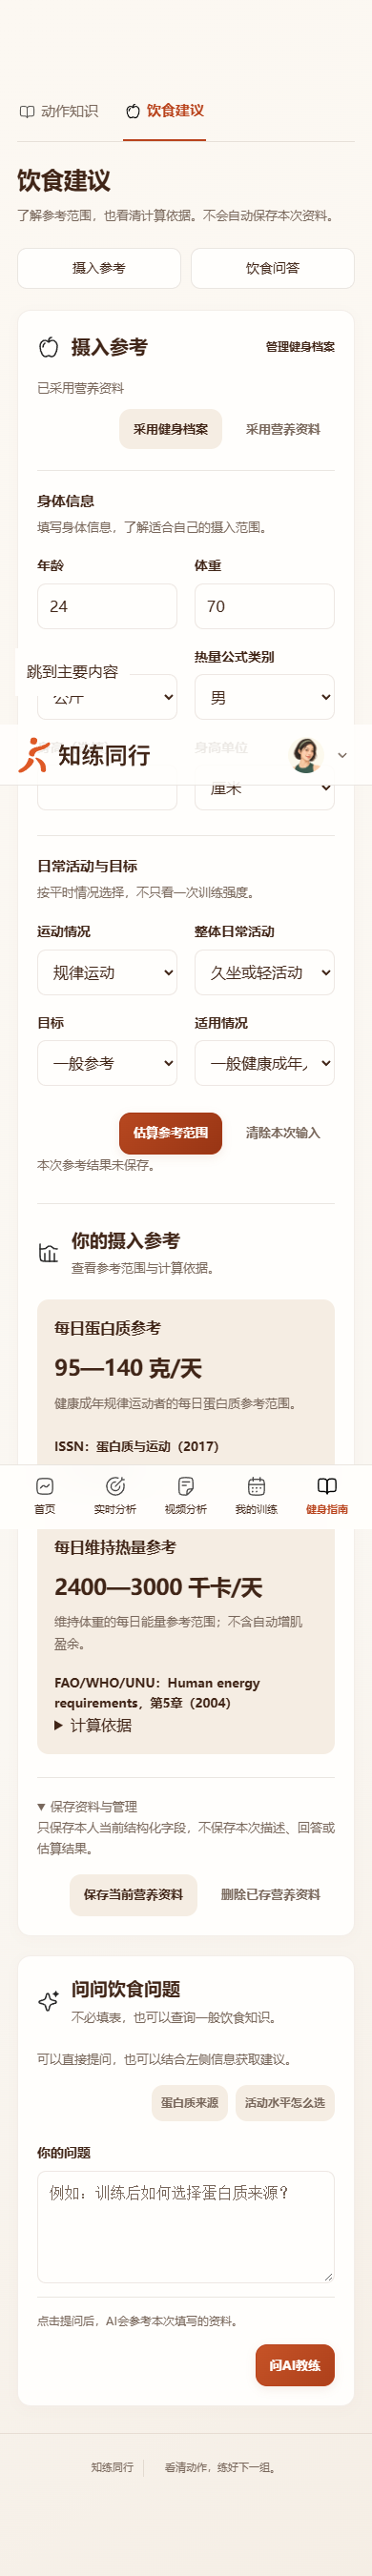 动作知识
饮食建议
饮食建议
了解参考范围，也看清计算依据。不会自动保存本次资料。
摄入参考
饮食问答
摄入参考
管理健身档案
已采用营养资料
采用健身档案
采用营养资料
身体信息
填写身体信息，了解适合自己的摄入范围。
年龄
体重
24
70
跳到主要内容
热量公式类别
公斤
男
知练同行
身高单位
厘米
日常活动与目标
按平时情况选择，不只看一次训练强度。
运动情况
整体日常活动
规律运动
久坐或轻活动
目标
适用情况
一般参考
一般健康成年人
估算参考范围
清除本次输入
本次参考结果未保存。
你的摄入参考
查看参考范围与计算依据。
每日蛋白质参考
95—140 克/天
健康成年规律运动者的每日蛋白质参考范围。
ISSN：蛋白质与运动（2017）
首页
实时分析
视频分析
我的训练
健身指南
每日维持热量参考
2400—3000 千卡/天
维持体重的每日能量参考范围；不含自动增肌
盈余。
FAO/WHO/UNU：Human energy
requirements，第5章（2004）
▶ 计算依据
▼ 保存资料与管理
只保存本人当前结构化字段，不保存本次描述、回答或
估算结果。
保存当前营养资料
删除已存营养资料
问问饮食问题
不必填表，也可以查询一般饮食知识。
可以直接提问，也可以结合左侧信息获取建议。
蛋白质来源
活动水平怎么选
你的问题
例如：训练后如何选择蛋白质来源？
点击提问后，AI会参考本次填写的资料。
问AI教练
知练同行
看清动作，练好下一组。